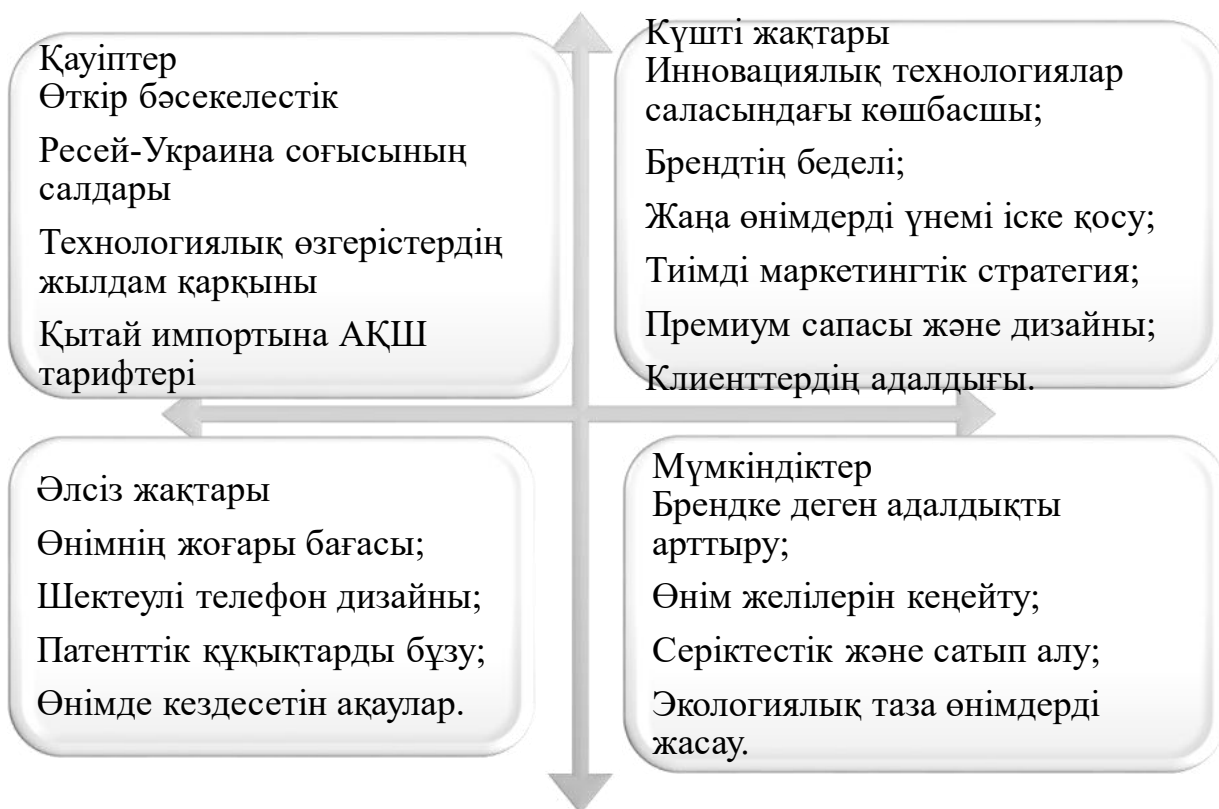 Қауіптер
Өткір бәсекелестік
Ресей-Украина соғысының
салдары
Технологиялық өзгерістердің
жылдам қарқыны
Қытай импортына АҚШ
тарифтері
Күшті жақтары
Инновациялық технологиялар
саласындағы көшбасшы;
Брендтің беделі;
Жаңа өнімдерді үнемі іске қосу;
Тиімді маркетингтік стратегия;
Премиум сапасы және дизайны;
Клиенттердің адалдығы.
Әлсіз жақтары
Өнімнің жоғары бағасы;
Шектеулі телефон дизайны;
Патенттік құқықтарды бұзу;
Өнімде кездесетін ақаулар.
Мүмкіндіктер
Брендке деген адалдықты
арттыру;
Өнім желілерін кеңейту;
Серіктестік және сатып алу;
Экологиялық таза өнімдерді
жасау.